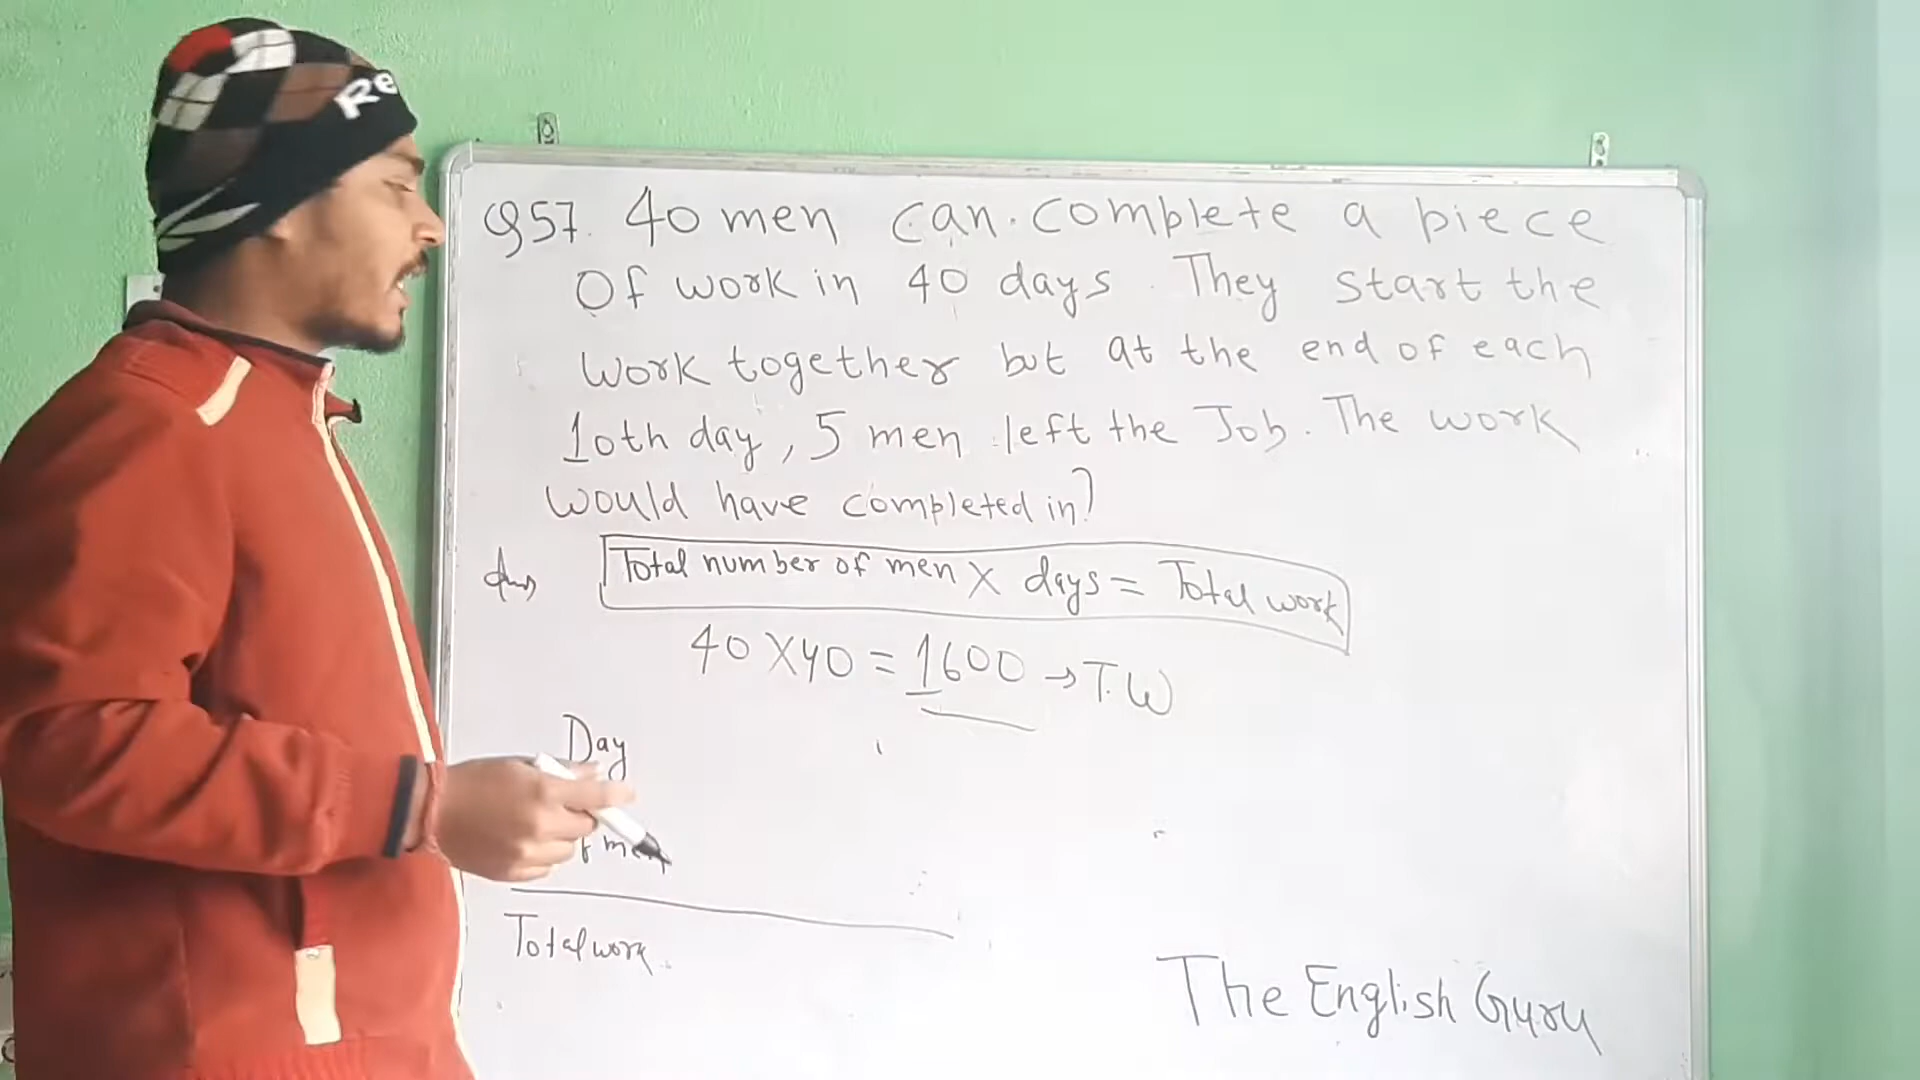 Re
Q57. 40 men can complete a piece
of work in 40 days. They start the
work together but at the end of each
10th day, 5 men left the Job. The work
would have completed in?
Ans Total number of men X days = Total work
40 X 40 = 1600 → T.W
Day
men
Total work
The English Guru